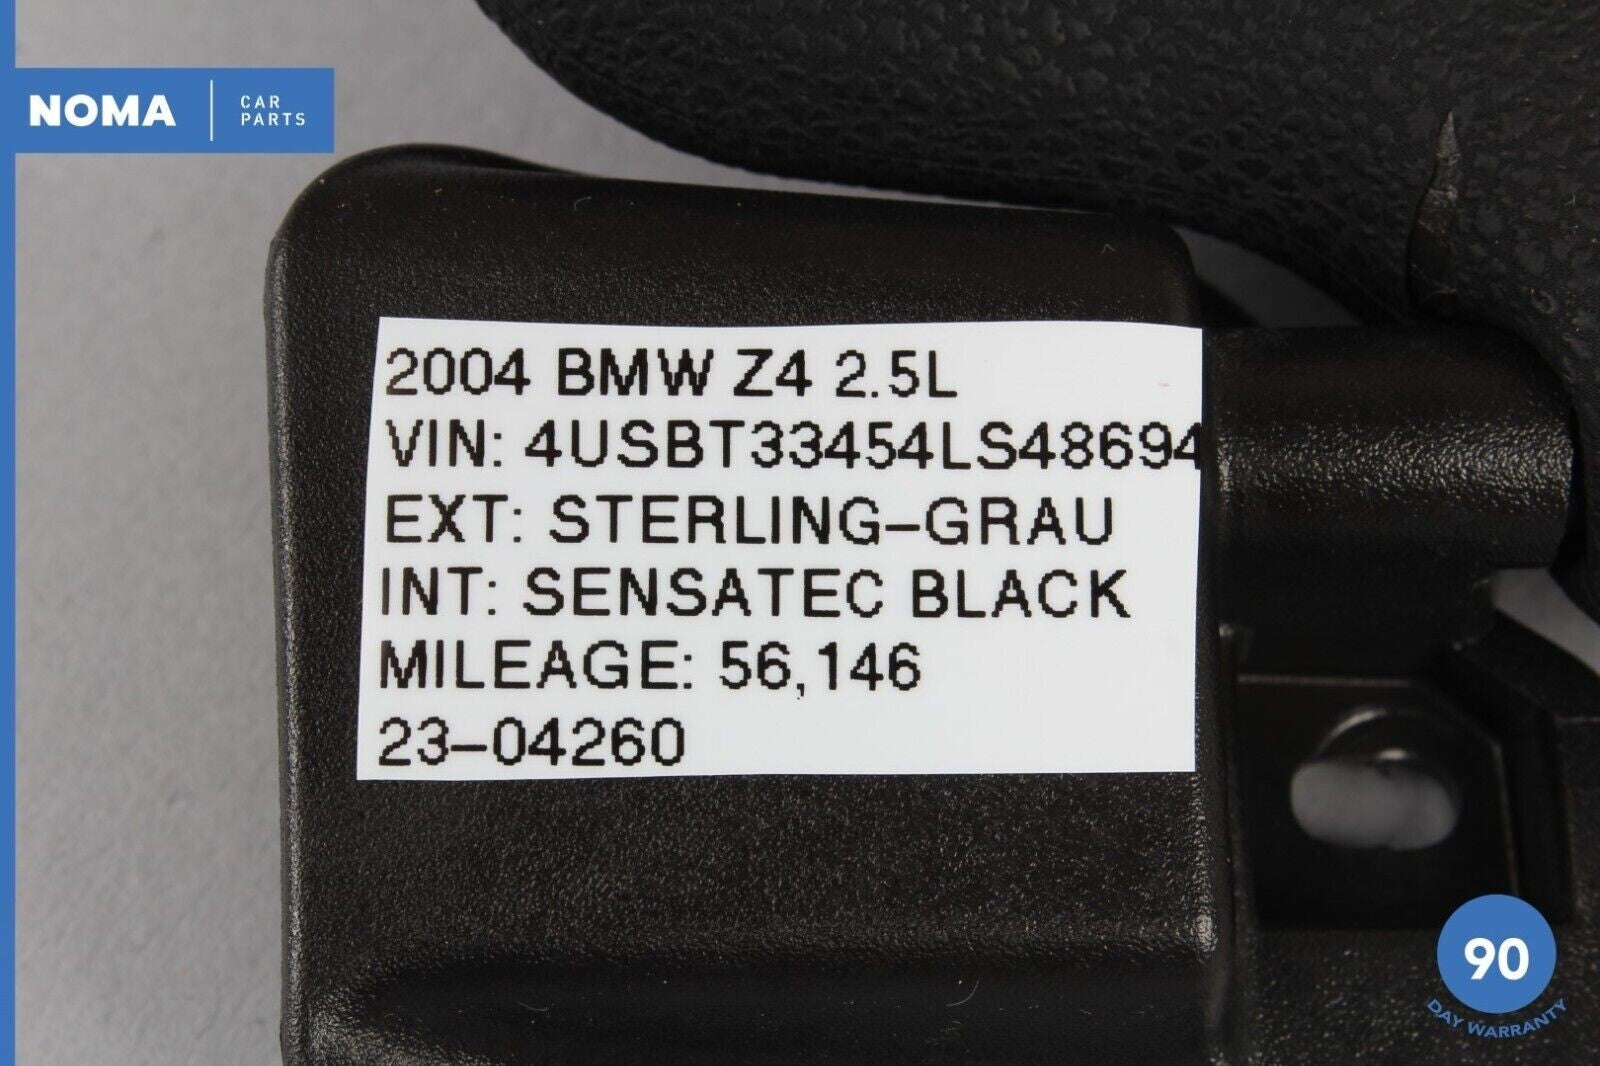 NOMA
CAR
PARTS
2004 BMW Z4 2.5L
VIN: 4USBT33454LS48694
EXT: STERLING-GRAU
INT: SENSATEC BLACK
MILEAGE: 56,146
23-04260
90
DAY WARRANTY